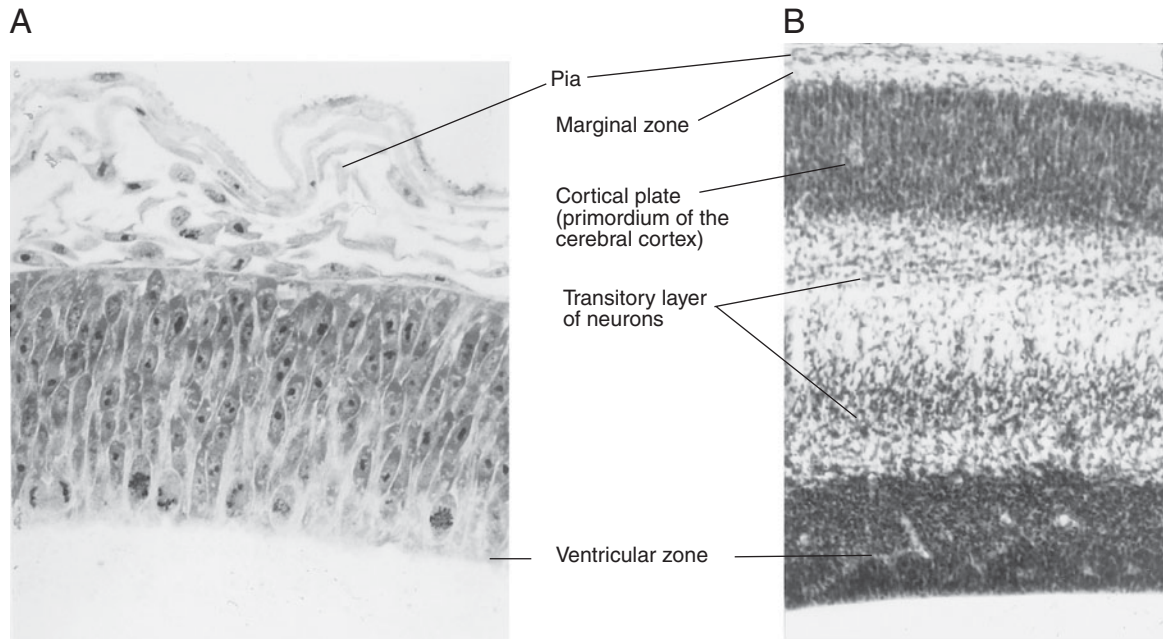 A
B
Pia
Marginal zone
Cortical plate
(primordium of the
cerebral cortex)
Transitory layer
of neurons
Ventricular zone